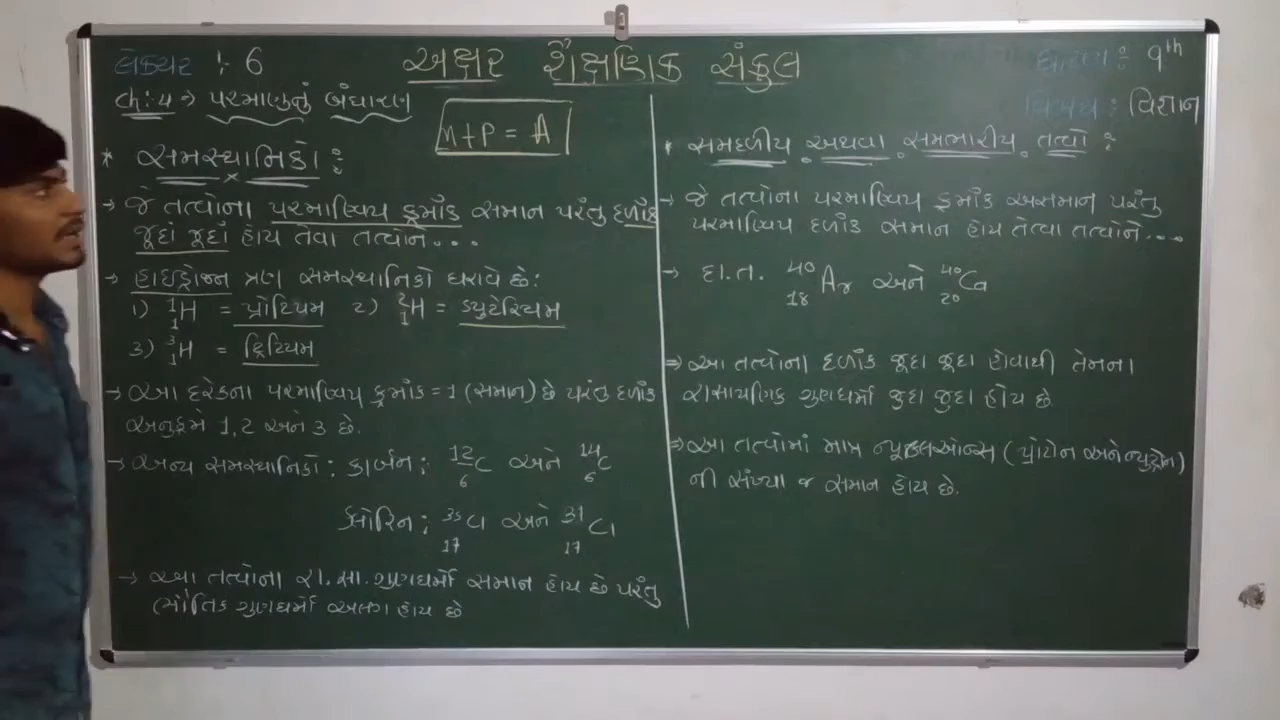 લેક્ચર :- 6
અક્ષર શૈક્ષણિક સંકુલ
ધોરણ : 9th
વિષય : વિજ્ઞાન
ch:4 ⇒ પરમાણુનું બંધારણ
n+p = A
* સમસ્થાનિકો :
→ જે તત્વોના પરમાણ્વિય ક્રમાંક સમાન પરંતુ દળાંક
જૂદાં જૂદાં હોય તેવા તત્વોને...
→ હાઇડ્રોજન ત્રણ સમસ્થાનિકો ધરાવે છે:
1) ¹₁H = પ્રોટિયમ 2) ²₁H = ડ્યુટેરિયમ
3) ³₁H = ટ્રિટિયમ
→ આ દરેકના પરમાણ્વિય ક્રમાંક = 1 (સમાન) છે પરંતુ દળાંક
અનુક્રમે 1, 2 અને 3 છે.
→ અન્ય સમસ્થાનિકો : કાર્બન ; ¹²₆C અને ¹⁴₆C
ક્લોરિન ; ³⁵₁₇Cl અને ³⁷₁₇Cl
→ આ તત્વોના રા. સા. ગુણધર્મો સમાન હોય છે પરંતુ
ભૌતિક ગુણધર્મો અલગ હોય છે
* સમદળીય અથવા સમભારીય તત્વો :
→ જે તત્વોના પરમાણ્વિય ક્રમાંક અસમાન પરંતુ
પરમાણ્વિય દળાંક સમાન હોય તેવા તત્વોને...
→ દા.ત. ⁴⁰₁₈Ar અને ⁴⁰₂₀Ca
⇒ આ તત્વોના દળાંક જૂદા જૂદા હોવાથી તેમના
રાસાયણિક ગુણધર્મો જુદા જુદા હોય છે.
⇒ આ તત્વોમાં માત્ર ન્યૂક્લિઓન્સ (પ્રોટોન અને ન્યુટ્રોન)
ની સંખ્યા જ સમાન હોય છે.